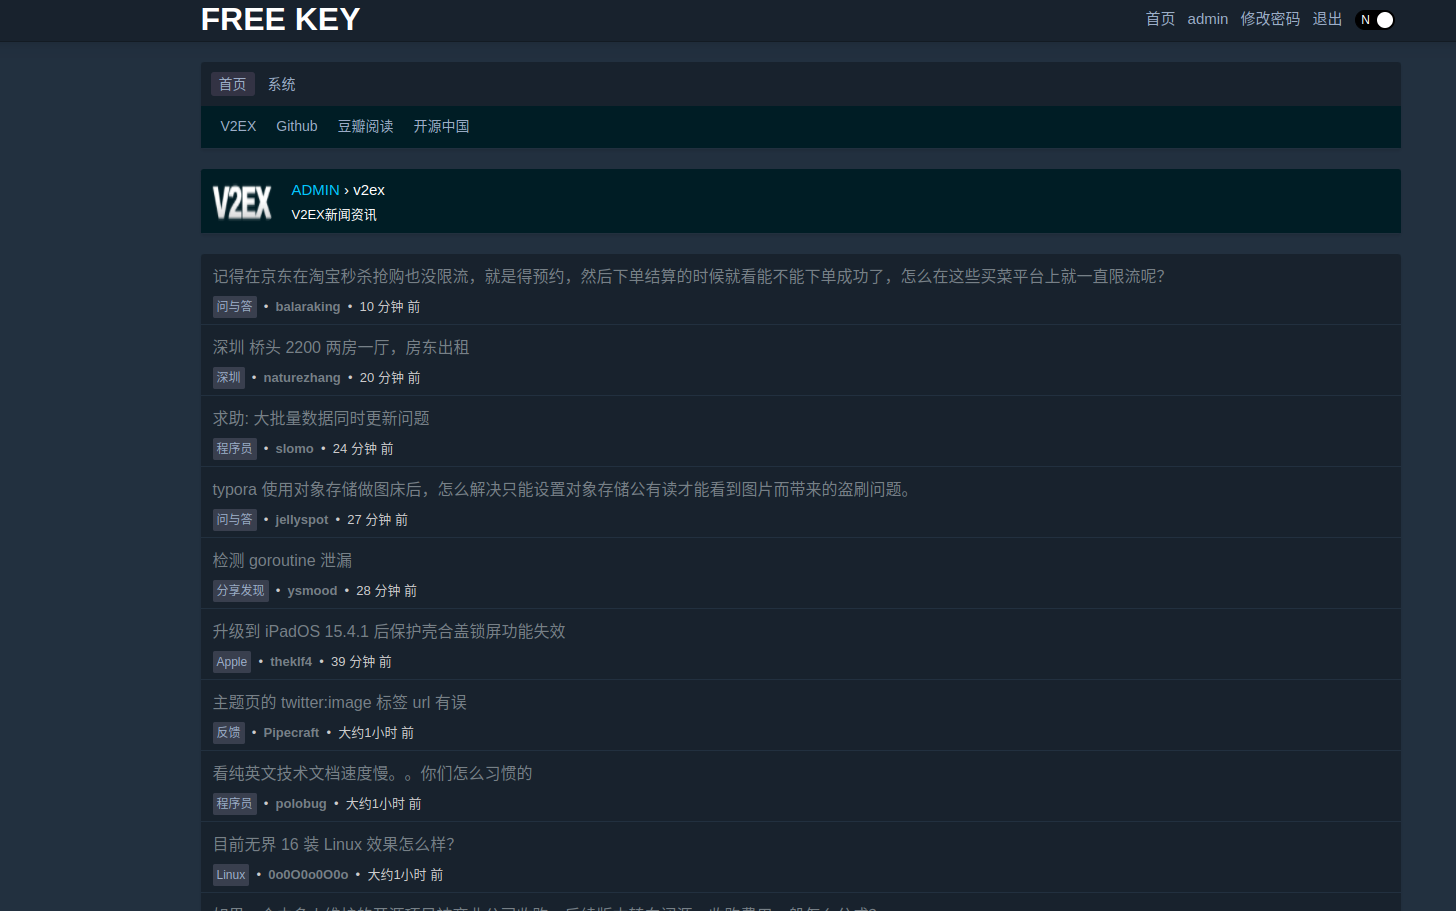 FREE KEY
首页 admin 修改密码 退出 N
首页 系统
V2EX Github 豆瓣阅读 开源中国
V2EX
ADMIN › v2ex
V2EX新闻资讯
记得在京东在淘宝秒杀抢购也没限流，就是得预约，然后下单结算的时候就看能不能下单成功了，怎么在这些买菜平台上就一直限流呢？
问与答 • balaraking • 10 分钟 前
深圳 桥头 2200 两房一厅，房东出租
深圳 • naturezhang • 20 分钟 前
求助: 大批量数据同时更新问题
程序员 • slomo • 24 分钟 前
typora 使用对象存储做图床后，怎么解决只能设置对象存储公有读才能看到图片而带来的盗刷问题。
问与答 • jellyspot • 27 分钟 前
检测 goroutine 泄漏
分享发现 • ysmood • 28 分钟 前
升级到 iPadOS 15.4.1 后保护壳合盖锁屏功能失效
Apple • theklf4 • 39 分钟 前
主题页的 twitter:image 标签 url 有误
反馈 • Pipecraft • 大约1小时 前
看纯英文技术文档速度慢。。你们怎么习惯的
程序员 • polobug • 大约1小时 前
目前无界 16 装 Linux 效果怎么样？
Linux • 0o0O0o0O0o • 大约1小时 前